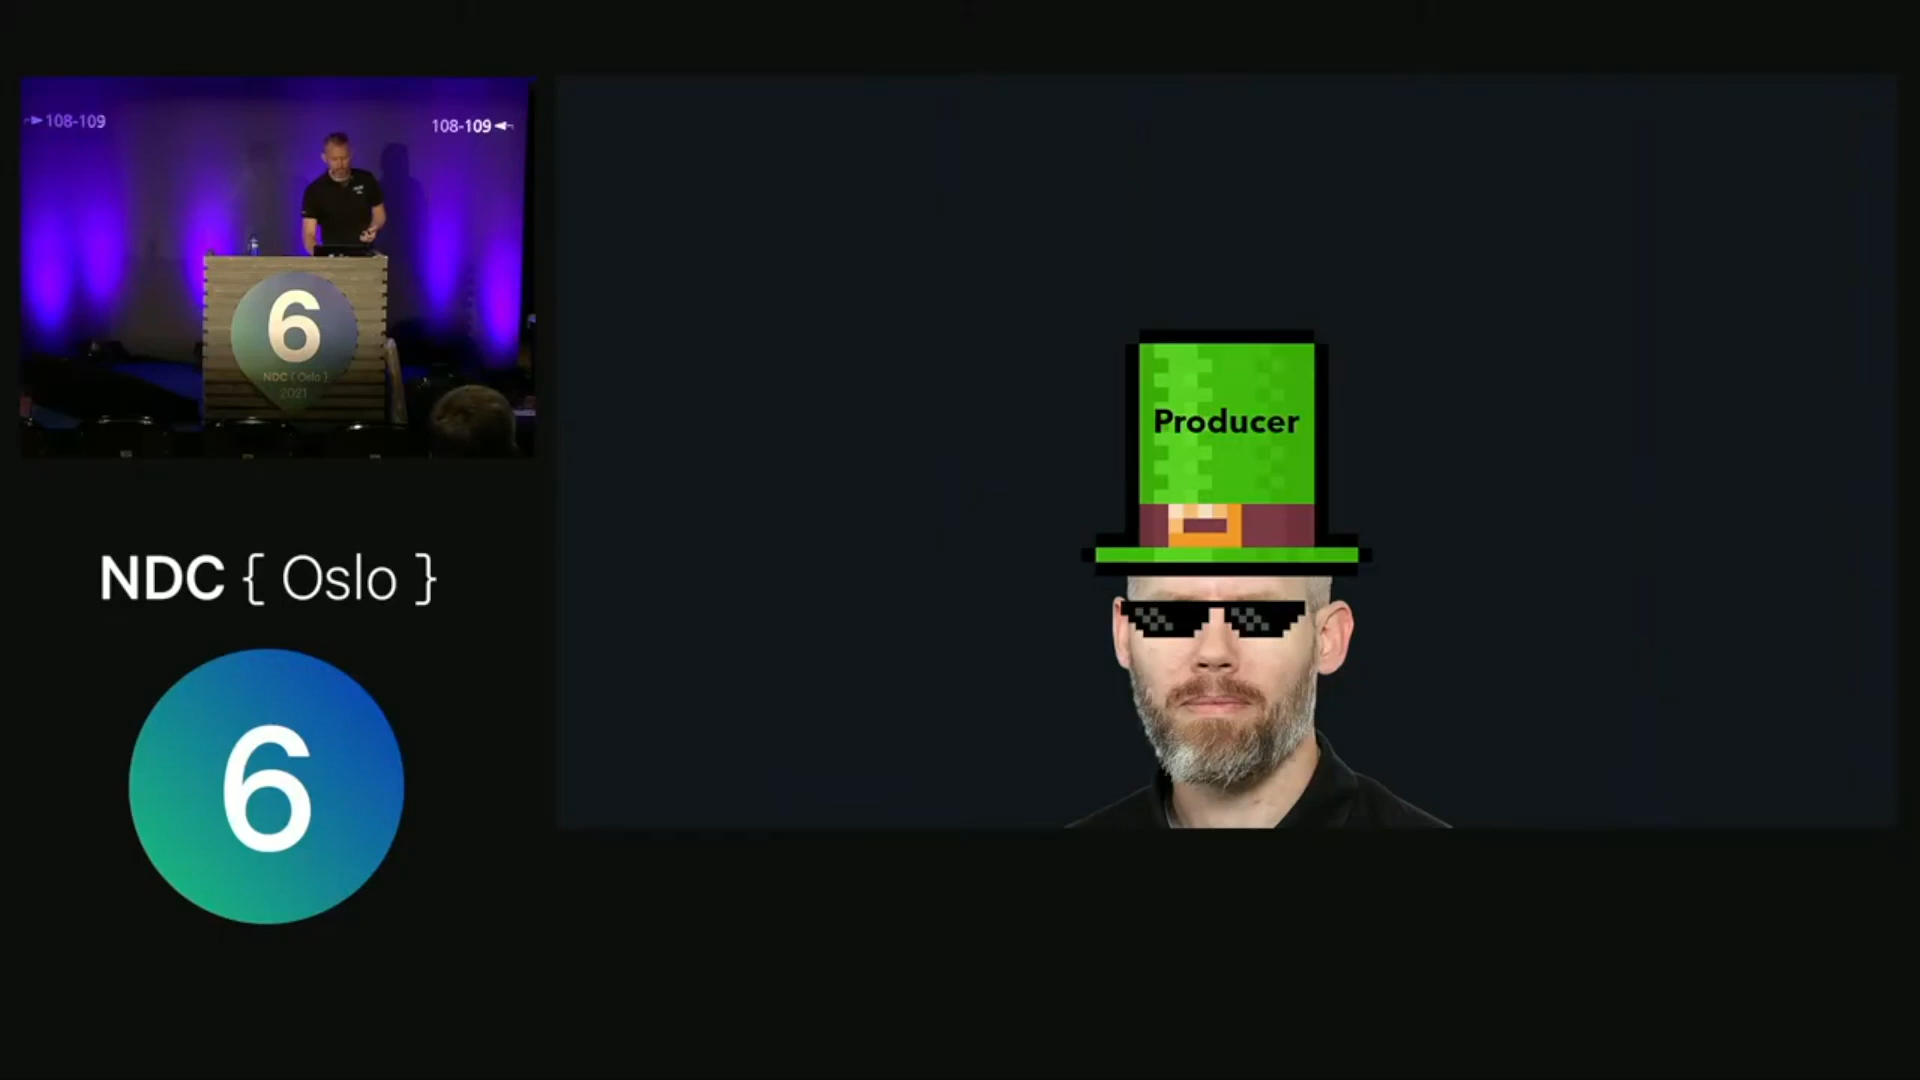 108-109
108-109
6
NDC { Oslo }
2021
Producer
NDC { Oslo }
6